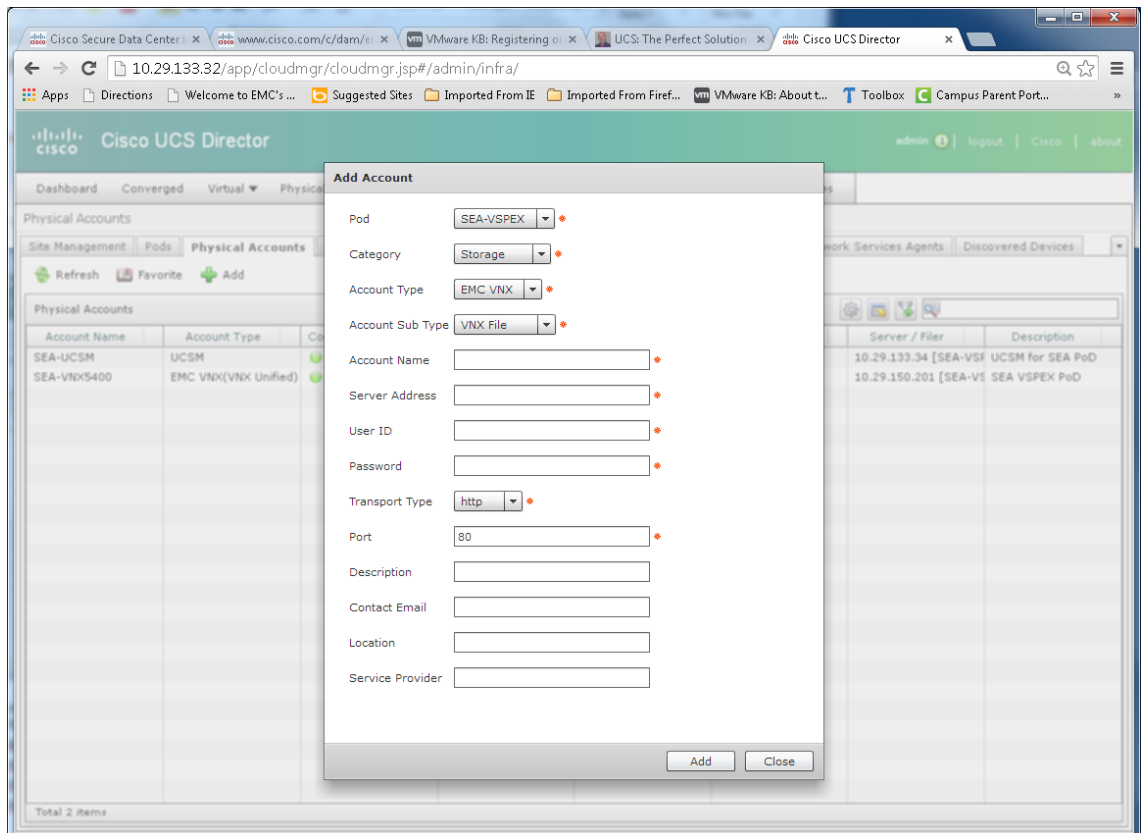 Cisco Secure Data Center
www.cisco.com/c/dam/e
VMware KB: Registering o
UCS: The Perfect Solution
Cisco UCS Director
10.29.133.32/app/cloudmgr/cloudmgr.jsp#/admin/infra/
Apps Directions Welcome to EMC's ... Suggested Sites Imported From IE Imported From Firef... VMware KB: About t... Toolbox Campus Parent Port... »
CISCO Cisco UCS Director admin logout | Cisco | about
Dashboard Converged Virtual Physical
Physical Accounts
Site Management Pods Physical Accounts ork Services Agents Discovered Devices
Refresh Favorite Add
Physical Accounts
Account Name Account Type Co Server / Filer Description
SEA-UCSM UCSM 10.29.133.34 [SEA-VSF UCSM for SEA PoD
SEA-VNX5400 EMC VNX(VNX Unified) 10.29.150.201 [SEA-VS SEA VSPEX PoD
Total 2 items
Add Account
Pod SEA-VSPEX *
Category Storage *
Account Type EMC VNX *
Account Sub Type VNX File *
Account Name *
Server Address *
User ID *
Password *
Transport Type http *
Port 80 *
Description
Contact Email
Location
Service Provider
Add Close